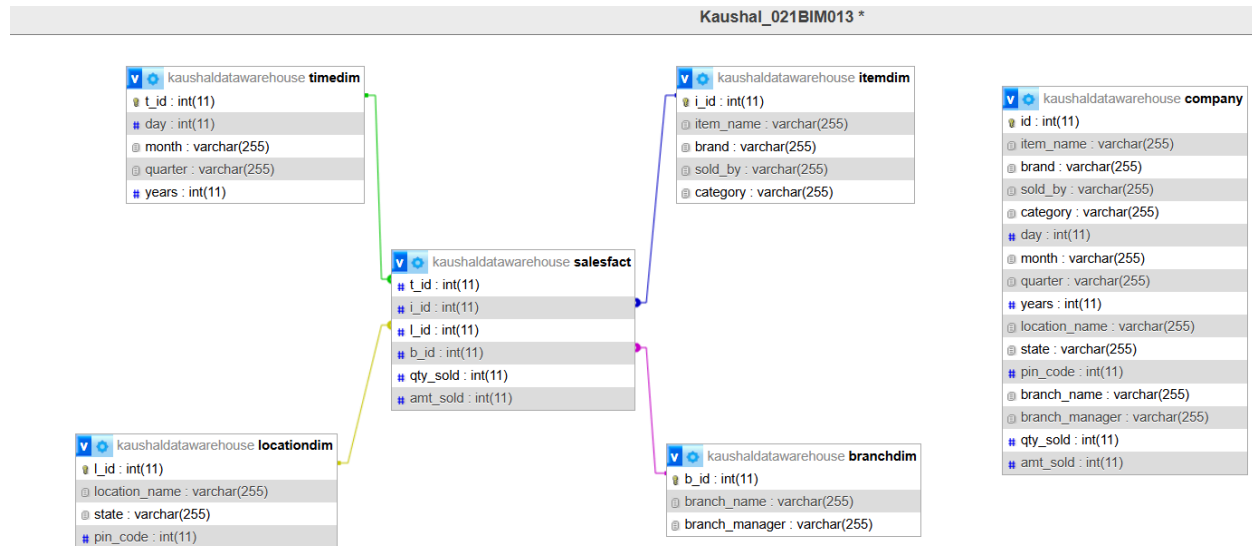 Kaushal_021BIM013 *
v kaushaldatawarehouse timedim
t_id : int(11)
# day : int(11)
month : varchar(255)
quarter : varchar(255)
# years : int(11)
v kaushaldatawarehouse itemdim
i_id : int(11)
item_name : varchar(255)
brand : varchar(255)
sold_by : varchar(255)
category : varchar(255)
v kaushaldatawarehouse company
id : int(11)
item_name : varchar(255)
brand : varchar(255)
sold_by : varchar(255)
category : varchar(255)
# day : int(11)
month : varchar(255)
quarter : varchar(255)
# years : int(11)
location_name : varchar(255)
state : varchar(255)
# pin_code : int(11)
branch_name : varchar(255)
branch_manager : varchar(255)
# qty_sold : int(11)
# amt_sold : int(11)
v kaushaldatawarehouse salesfact
# t_id : int(11)
# i_id : int(11)
# l_id : int(11)
# b_id : int(11)
# qty_sold : int(11)
# amt_sold : int(11)
v kaushaldatawarehouse locationdim
l_id : int(11)
location_name : varchar(255)
state : varchar(255)
# pin_code : int(11)
v kaushaldatawarehouse branchdim
b_id : int(11)
branch_name : varchar(255)
branch_manager : varchar(255)